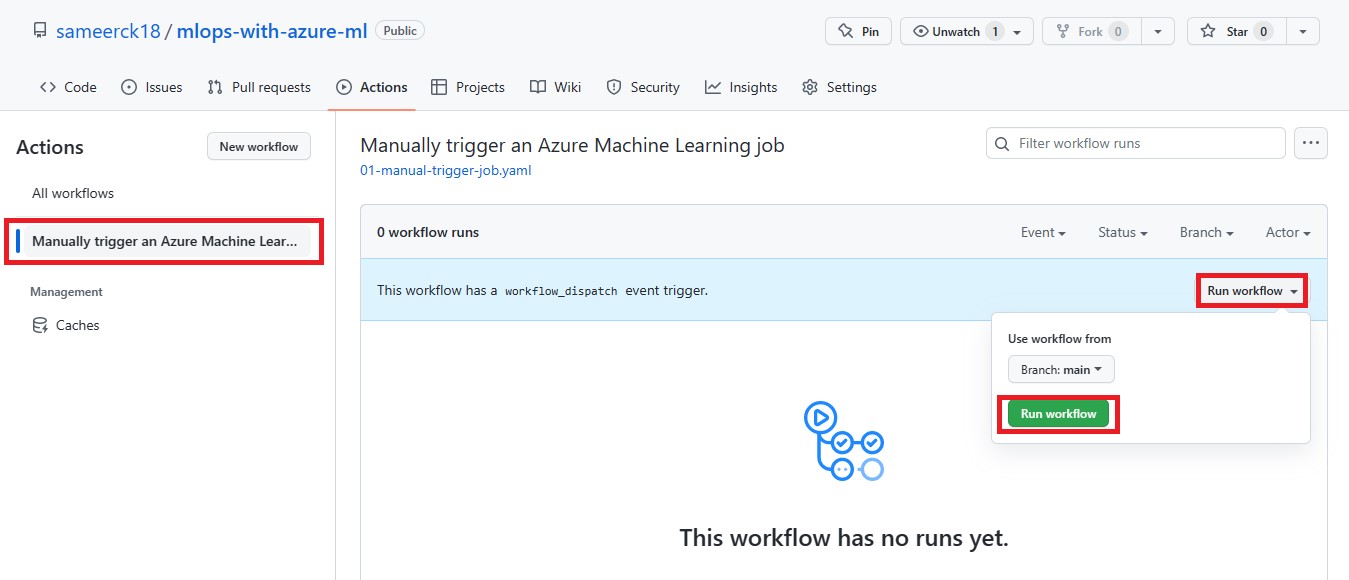 sameerck18 / mlops-with-azure-ml Public
Pin
Unwatch 1
Fork 0
Star 0
Code
Issues
Pull requests
Actions
Projects
Wiki
Security
Insights
Settings
Actions
New workflow
All workflows
Manually trigger an Azure Machine Lear...
Management
Caches
Manually trigger an Azure Machine Learning job
01-manual-trigger-job.yaml
Filter workflow runs
0 workflow runs
Event
Status
Branch
Actor
This workflow has a workflow_dispatch event trigger.
Run workflow
Use workflow from
Branch: main
Run workflow
This workflow has no runs yet.